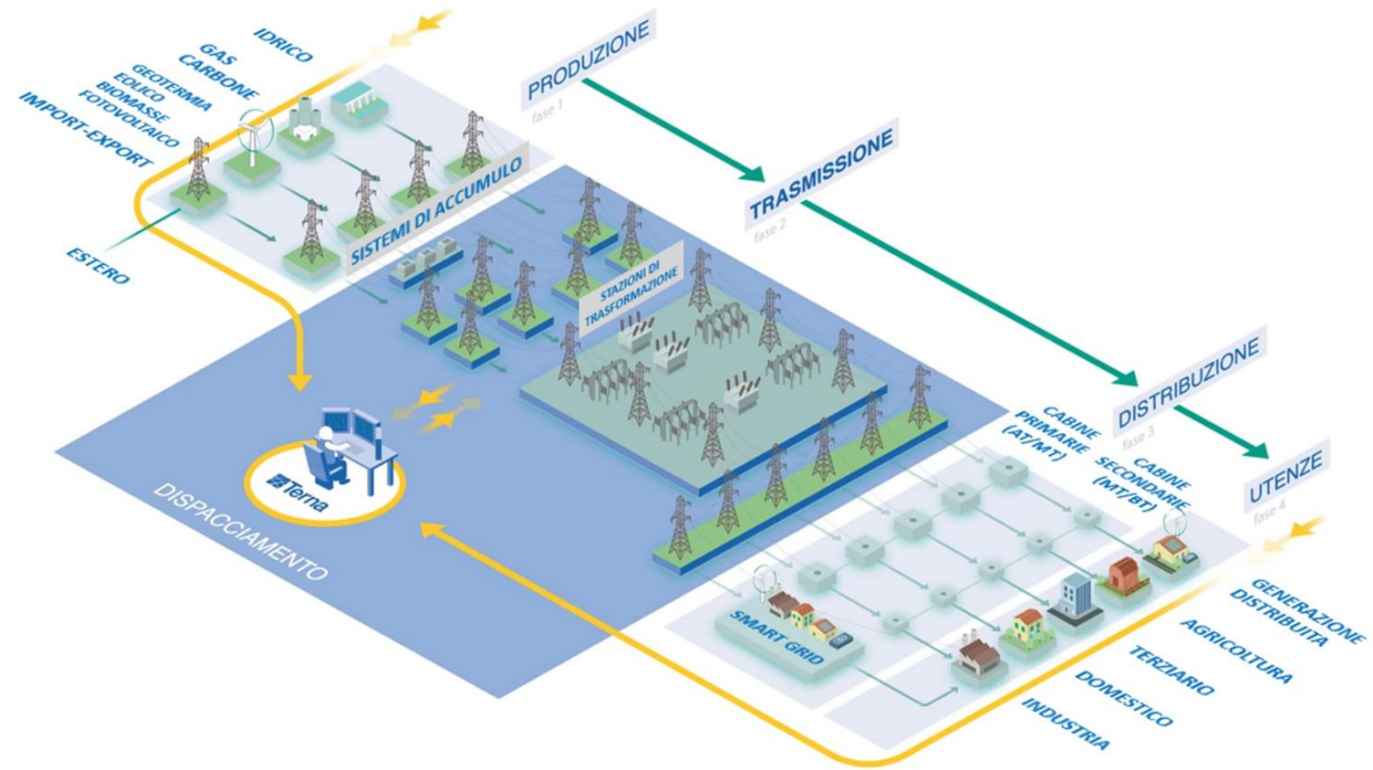 IDRICO
GAS
CARBONE
GEOTERMIA
EOLICO
BIOMASSE
FOTOVOLTAICO
IMPORT-EXPORT
ESTERO
PRODUZIONE
fase 1
TRASMISSIONE
fase 2
DISTRIBUZIONE
fase 3
UTENZE
fase 4
SISTEMI DI ACCUMULO
STAZIONI DI
TRASFORMAZIONE
Terna
DISPACCIAMENTO
CABINE
PRIMARIE
(AT/MT)
CABINE
SECONDARIE
(MT/BT)
SMART GRID
GENERAZIONE
DISTRIBUITA
AGRICOLTURA
TERZIARIO
DOMESTICO
INDUSTRIA